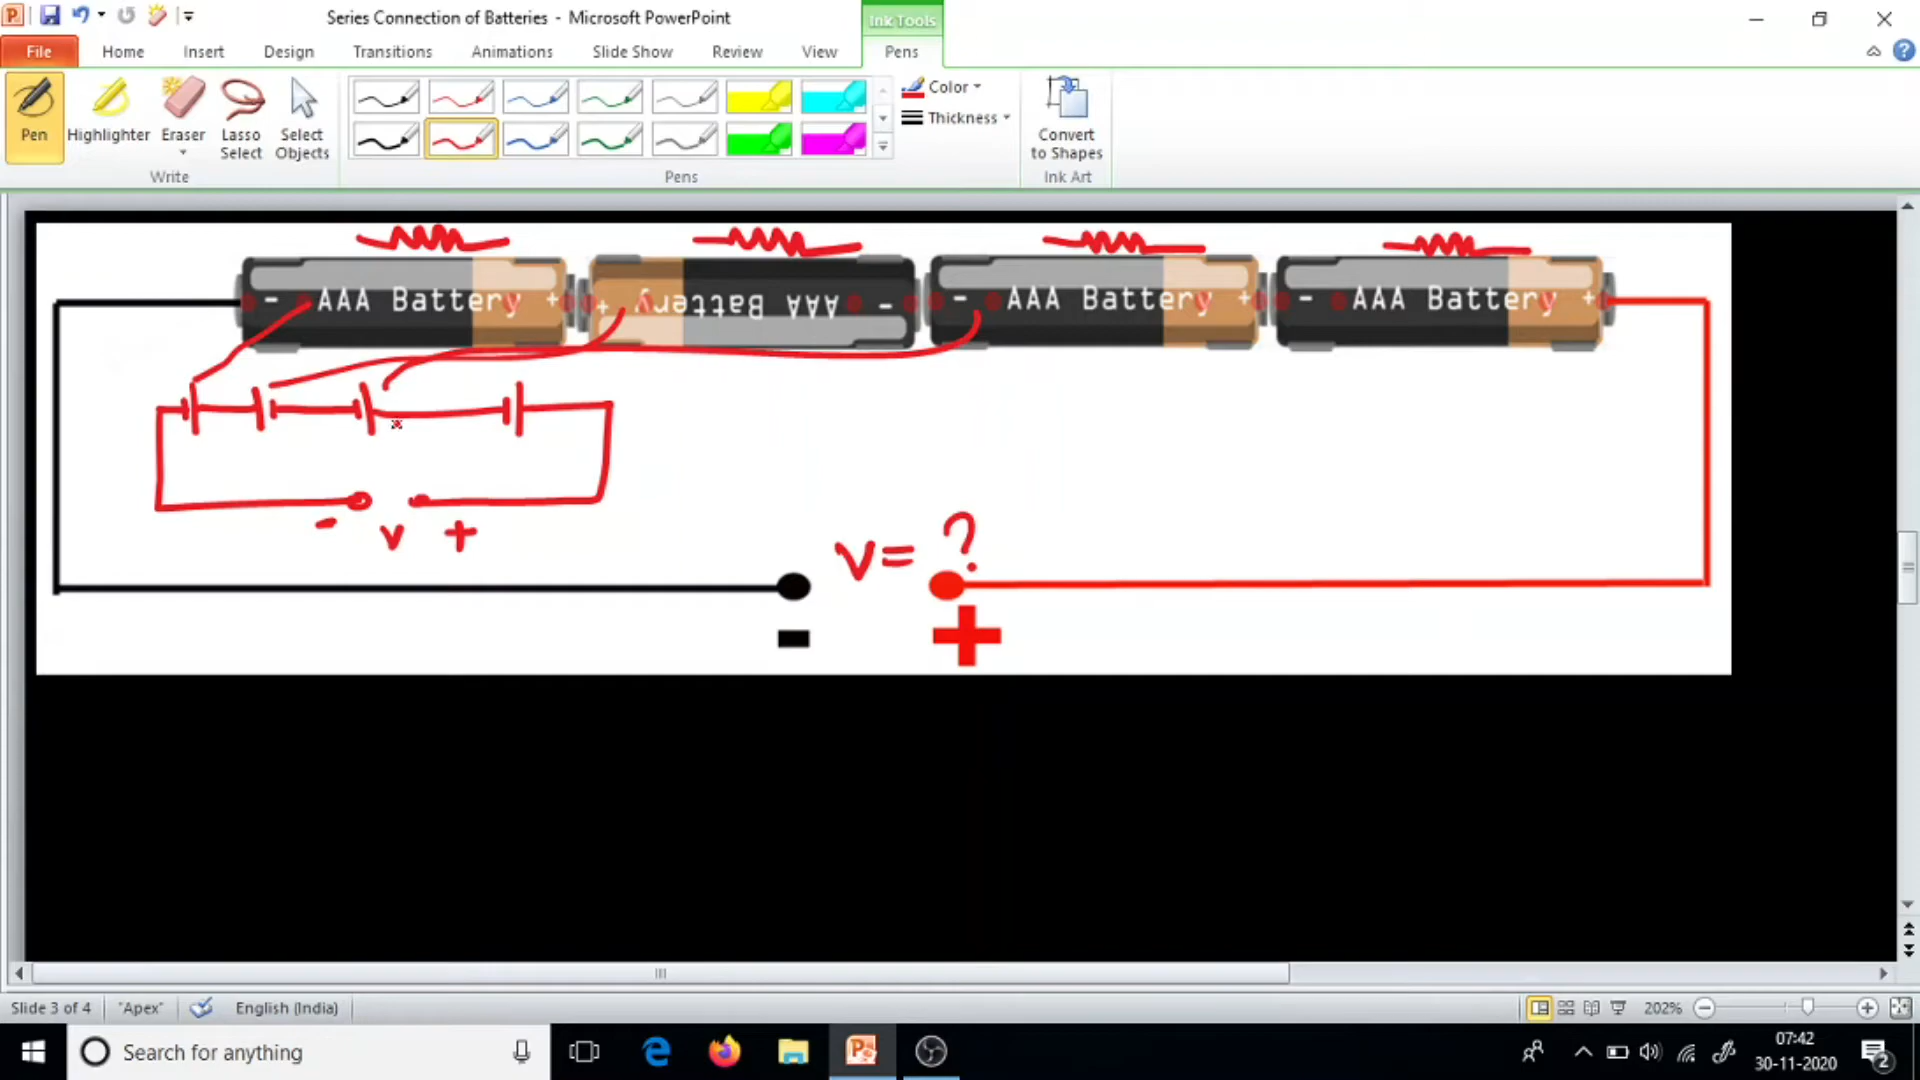 Series Connection of Batteries - Microsoft PowerPoint
Ink Tools
File Home Insert Design Transitions Animations Slide Show Review View Pens
Pen Highlighter Eraser Lasso Select Select Objects
Color
Thickness
Convert to Shapes
Write Pens Ink Art
- AAA Battery + + AAA Battery - - AAA Battery + - AAA Battery +
- v +
v= ?
- +
Slide 3 of 4 "Apex" English (India) 202%
Search for anything
07:42
30-11-2020
2